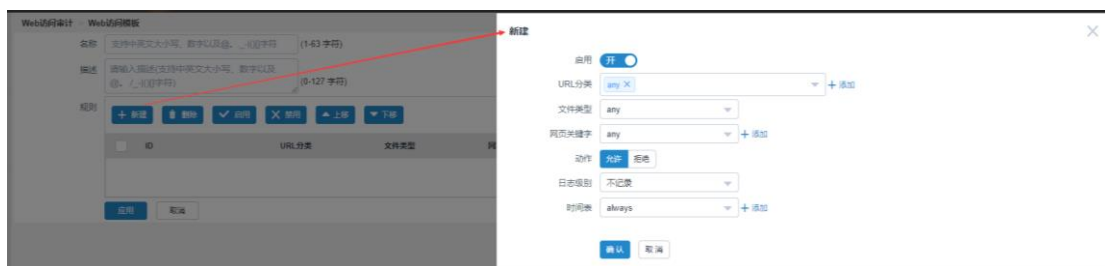 Web访问审计 Web访问模板
名称 支持中英文大小写、数字以及@、._-|()[]字符 (1-63 字符)
描述 请输入描述(支持中英文大小写、数字以及
@、./_-|()[]字符) (0-127 字符)
规则
新建 删除 启用 禁用 上移 下移
ID URL分类 文件类型
应用 取消
新建
启用 开
URL分类 any × + 添加
文件类型 any
网页关键字 any + 添加
动作 允许 拒绝
日志级别 不记录
时间表 always + 添加
确认 取消